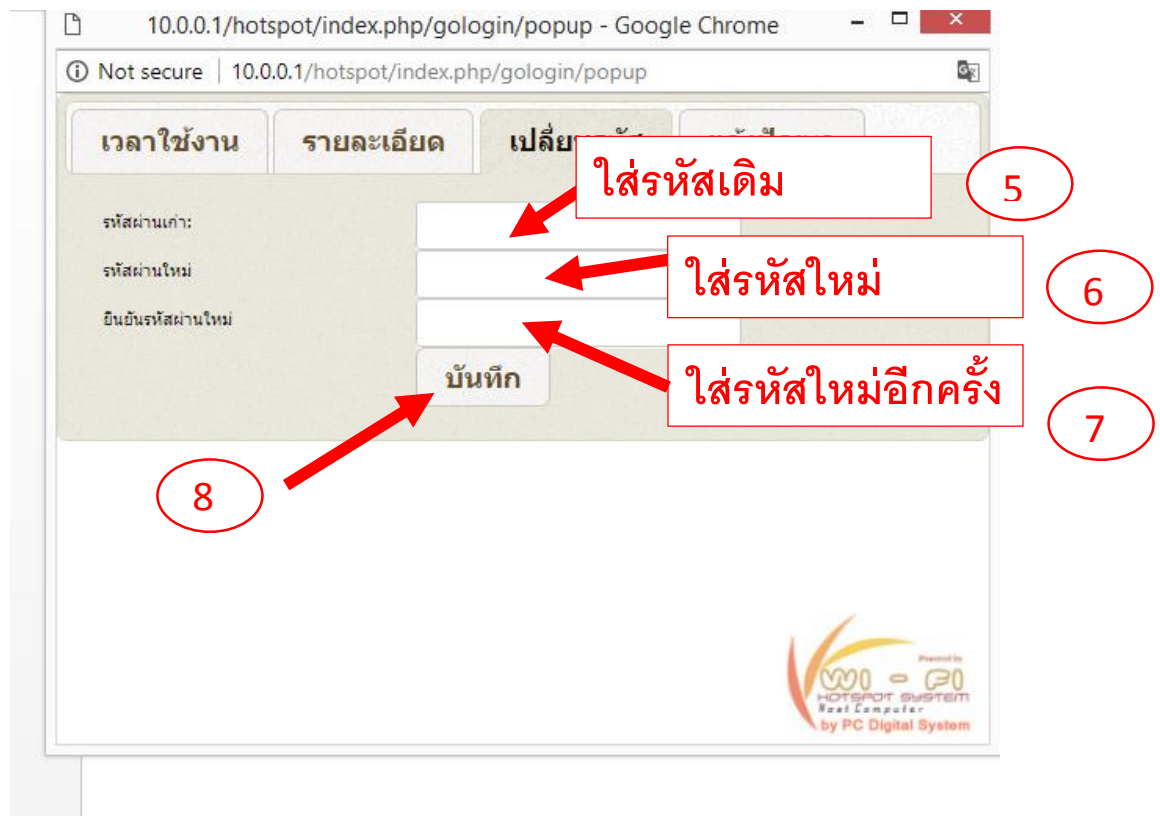 10.0.0.1/hotspot/index.php/gologin/popup - Google Chrome
Not secure 10.0.0.1/hotspot/index.php/gologin/popup
เวลาใช้งาน รายละเอียด
ใส่รหัสเดิม 5
รหัสผ่านเก่า:
รหัสผ่านใหม่
ใส่รหัสใหม่ 6
ยืนยันรหัสผ่านใหม่
บันทึก
ใส่รหัสใหม่อีกครั้ง 7
8
Powered by
WI - FI
HOTSPOT SYSTEM
Noat Computer
by PC Digital System